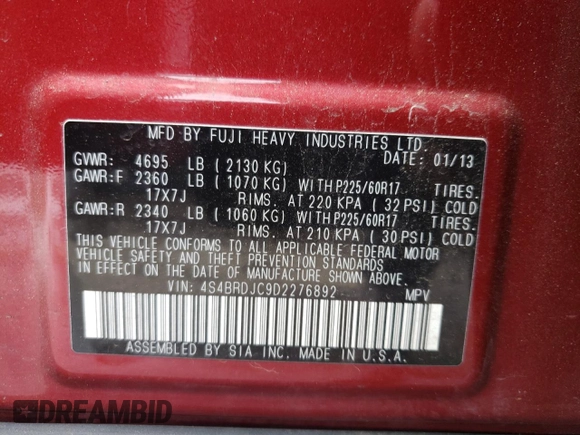 MFD BY FUJI HEAVY INDUSTRIES LTD.
GVWR: 4695 LB ( 2130 KG) DATE: 01/13
GAWR:F 2360 LB ( 1070 KG) WITH P225/60R17 TIRES.
17X7J RIMS. AT 220 KPA ( 32 PSI) COLD
GAWR:R 2340 LB ( 1060 KG) WITH P225/60R17 TIRES.
17X7J RIMS. AT 210 KPA ( 30 PSI) COLD
THIS VEHICLE CONFORMS TO ALL APPLICABLE FEDERAL MOTOR
VEHICLE SAFETY AND THEFT PREVENTION STANDARDS
IN EFFECT ON THE DATE OF MANUFACTURE SHOWN ABOVE.
VIN: 4S4BRDJC9D2276892 MPV
ASSEMBLED BY SIA INC. MADE IN U.S.A.
DREAMBID